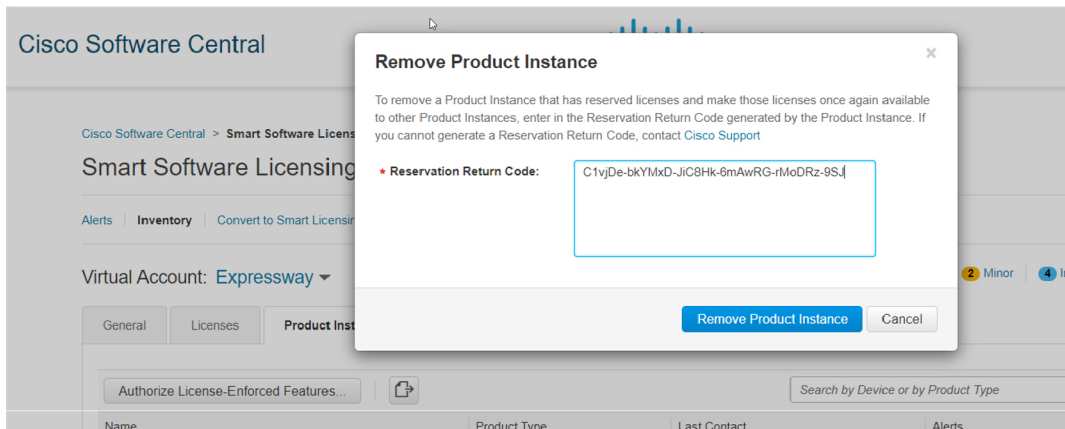 Cisco Software Central
Remove Product Instance
×
To remove a Product Instance that has reserved licenses and make those licenses once again available
to other Product Instances, enter in the Reservation Return Code generated by the Product Instance. If
you cannot generate a Reservation Return Code, contact Cisco Support
* Reservation Return Code:
C1vjDe-bkYMxD-JiC8Hk-6mAwRG-rMoDRz-9SJ
Remove Product Instance
Cancel
Cisco Software Central > Smart Software Licens
Smart Software Licensing
Alerts
Inventory
Convert to Smart Licensin
Virtual Account: Expressway
2 Minor
4 In
General
Licenses
Product Inst
Authorize License-Enforced Features...
Search by Device or by Product Type
Name
Product Type
Last Contact
Alerts